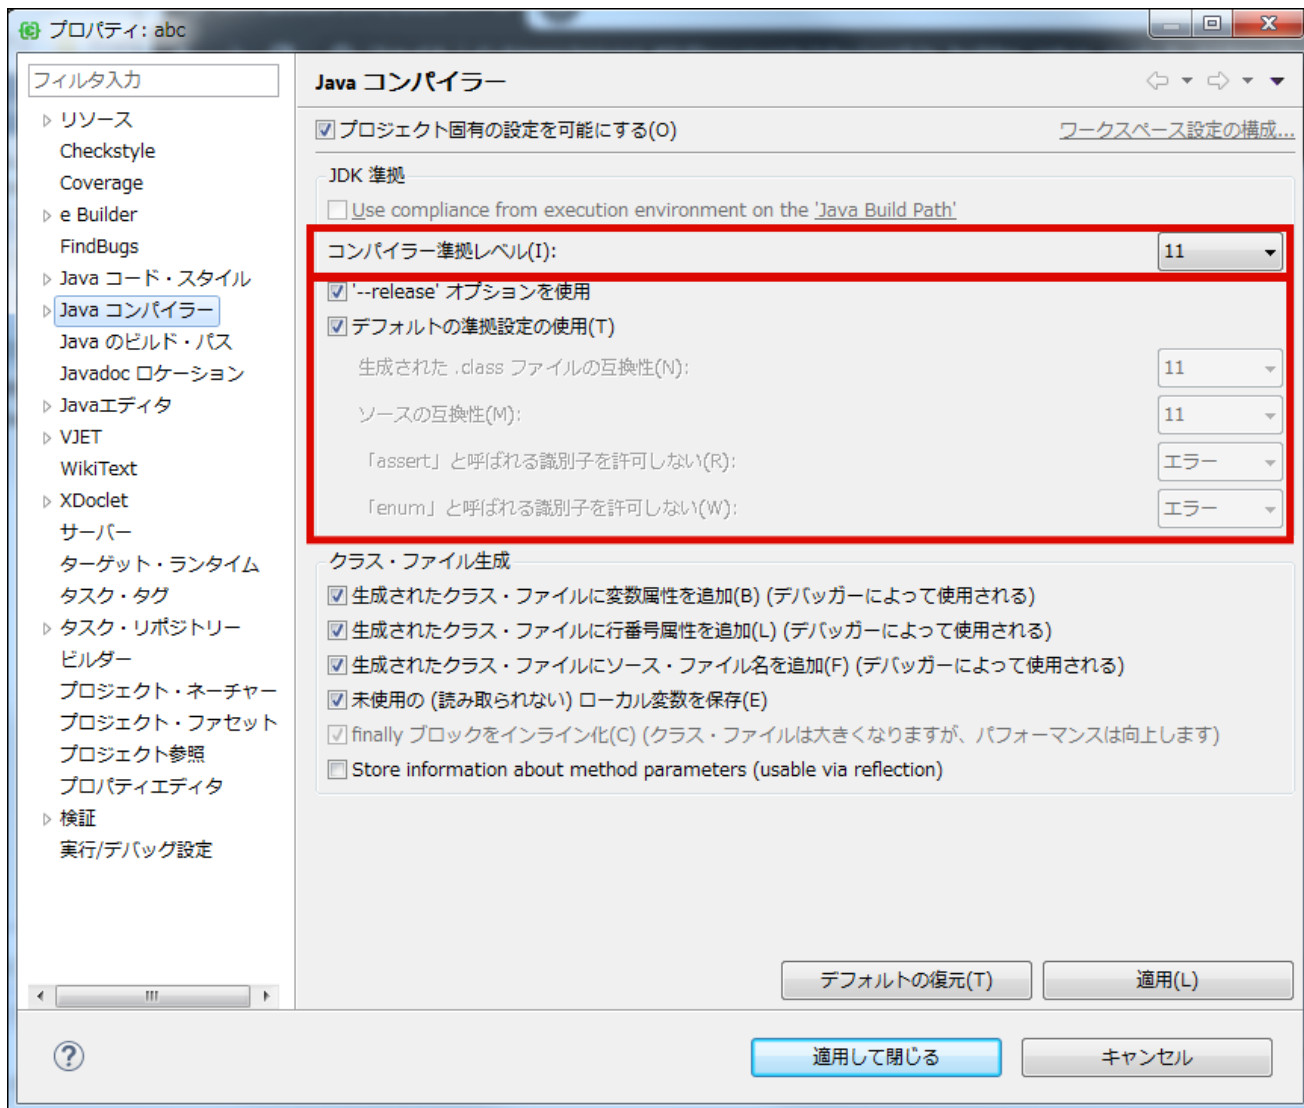 プロパティ: abc
フィルタ入力
リソース
Checkstyle
Coverage
e Builder
FindBugs
Java コード・スタイル
Java コンパイラー
Java のビルド・パス
Javadoc ロケーション
Javaエディタ
VJET
WikiText
XDoclet
サーバー
ターゲット・ランタイム
タスク・タグ
タスク・リポジトリー
ビルダー
プロジェクト・ネーチャー
プロジェクト・ファセット
プロジェクト参照
プロパティエディタ
検証
実行/デバッグ設定
Java コンパイラー
プロジェクト固有の設定を可能にする(O) ワークスペース設定の構成...
JDK 準拠
Use compliance from execution environment on the 'Java Build Path'
コンパイラー準拠レベル(I): 11
'--release' オプションを使用
デフォルトの準拠設定の使用(T)
生成された .class ファイルの互換性(N): 11
ソースの互換性(M): 11
「assert」と呼ばれる識別子を許可しない(R): エラー
「enum」と呼ばれる識別子を許可しない(W): エラー
クラス・ファイル生成
生成されたクラス・ファイルに変数属性を追加(B) (デバッガーによって使用される)
生成されたクラス・ファイルに行番号属性を追加(L) (デバッガーによって使用される)
生成されたクラス・ファイルにソース・ファイル名を追加(F) (デバッガーによって使用される)
未使用の (読み取られない) ローカル変数を保存(E)
finally ブロックをインライン化(C) (クラス・ファイルは大きくなりますが、パフォーマンスは向上します)
Store information about method parameters (usable via reflection)
デフォルトの復元(T) 適用(L)
適用して閉じる キャンセル